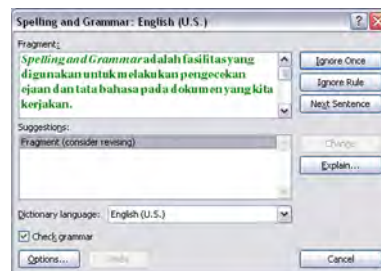 Spelling and Grammar: English (U.S.)
Fragment:
Spelling and Grammar adalah fasilitas yang
digunakan untuk melakukan pengecekan
ejaan dan tata bahasa pada dokumen yang kita
kerjakan.
Ignore Once
Ignore Rule
Next Sentence
Suggestions:
Fragment (consider revising)
Change
Explain...
Dictionary language: English (U.S.)
Check grammar
Options...
Undo
Cancel